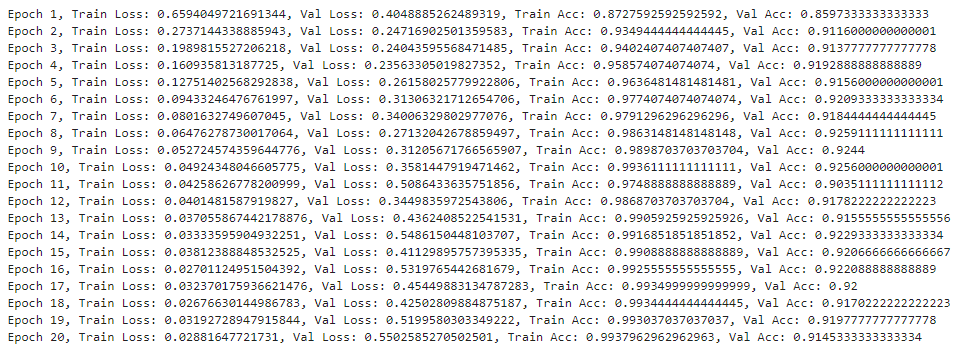 Epoch 1, Train Loss: 0.6594049721691344, Val Loss: 0.4048885262489319, Train Acc: 0.8727592592592592, Val Acc: 0.8597333333333333
Epoch 2, Train Loss: 0.2737144338885943, Val Loss: 0.24716902501359583, Train Acc: 0.9349444444444445, Val Acc: 0.9116000000000001
Epoch 3, Train Loss: 0.1989815527206218, Val Loss: 0.24043595568471485, Train Acc: 0.9402407407407407, Val Acc: 0.9137777777777778
Epoch 4, Train Loss: 0.160935813187725, Val Loss: 0.23563305019827352, Train Acc: 0.958574074074074, Val Acc: 0.9192888888888889
Epoch 5, Train Loss: 0.12751402568292838, Val Loss: 0.26158025779922806, Train Acc: 0.9636481481481481, Val Acc: 0.9156000000000001
Epoch 6, Train Loss: 0.09433246476761997, Val Loss: 0.31306321712654706, Train Acc: 0.9774074074074074, Val Acc: 0.9209333333333334
Epoch 7, Train Loss: 0.0801632749607045, Val Loss: 0.34006329802977076, Train Acc: 0.9791296296296296, Val Acc: 0.9184444444444445
Epoch 8, Train Loss: 0.06476278730017064, Val Loss: 0.27132042678859497, Train Acc: 0.9863148148148148, Val Acc: 0.9259111111111111
Epoch 9, Train Loss: 0.052724574359644776, Val Loss: 0.31205671766565907, Train Acc: 0.9898703703703704, Val Acc: 0.9244
Epoch 10, Train Loss: 0.04924348046605775, Val Loss: 0.3581447919471462, Train Acc: 0.9936111111111111, Val Acc: 0.9256000000000001
Epoch 11, Train Loss: 0.04258626778200999, Val Loss: 0.5086433635751856, Train Acc: 0.9748888888888889, Val Acc: 0.9035111111111112
Epoch 12, Train Loss: 0.0401481587919827, Val Loss: 0.3449835972543806, Train Acc: 0.9868703703703704, Val Acc: 0.9178222222222223
Epoch 13, Train Loss: 0.037055867442178876, Val Loss: 0.4362408522541531, Train Acc: 0.9905925925925926, Val Acc: 0.9155555555555556
Epoch 14, Train Loss: 0.03333595904932251, Val Loss: 0.5486150448103707, Train Acc: 0.9916851851851852, Val Acc: 0.9229333333333334
Epoch 15, Train Loss: 0.03812388848532525, Val Loss: 0.41129895757395335, Train Acc: 0.9908888888888889, Val Acc: 0.9206666666666667
Epoch 16, Train Loss: 0.02701124951504392, Val Loss: 0.5319765442681679, Train Acc: 0.9925555555555555, Val Acc: 0.9220888888888889
Epoch 17, Train Loss: 0.032370175936621476, Val Loss: 0.45449883134787283, Train Acc: 0.9934999999999999, Val Acc: 0.92
Epoch 18, Train Loss: 0.02676630144986783, Val Loss: 0.42502809884875187, Train Acc: 0.9934444444444445, Val Acc: 0.9170222222222223
Epoch 19, Train Loss: 0.03192728947915844, Val Loss: 0.5199580303349222, Train Acc: 0.993037037037037, Val Acc: 0.9197777777777778
Epoch 20, Train Loss: 0.02881647721731, Val Loss: 0.5502585270502501, Train Acc: 0.9937962962962963, Val Acc: 0.9145333333333334